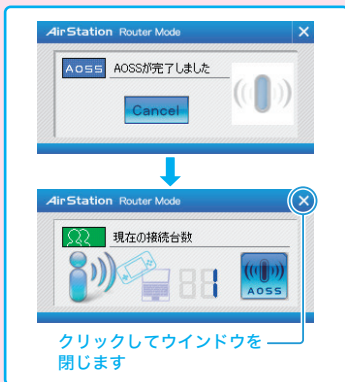 AirStation Router Mode
AOSS AOSSが完了しました
Cancel
AirStation Router Mode
現在の接続台数
1
AOSS
クリックしてウインドウを
閉じます